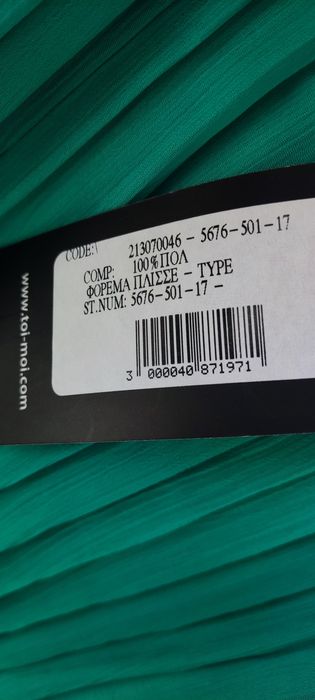 CODE:\ 213070046 - 5676-501-17
COMP: 100%ΠΟΛ
ΦΟΡΕΜΑ ΠΛΙΣΣΕ - TYPE
ST.NUM: 5676-501-17 -
3 000040 871971
www.toi-moi.com